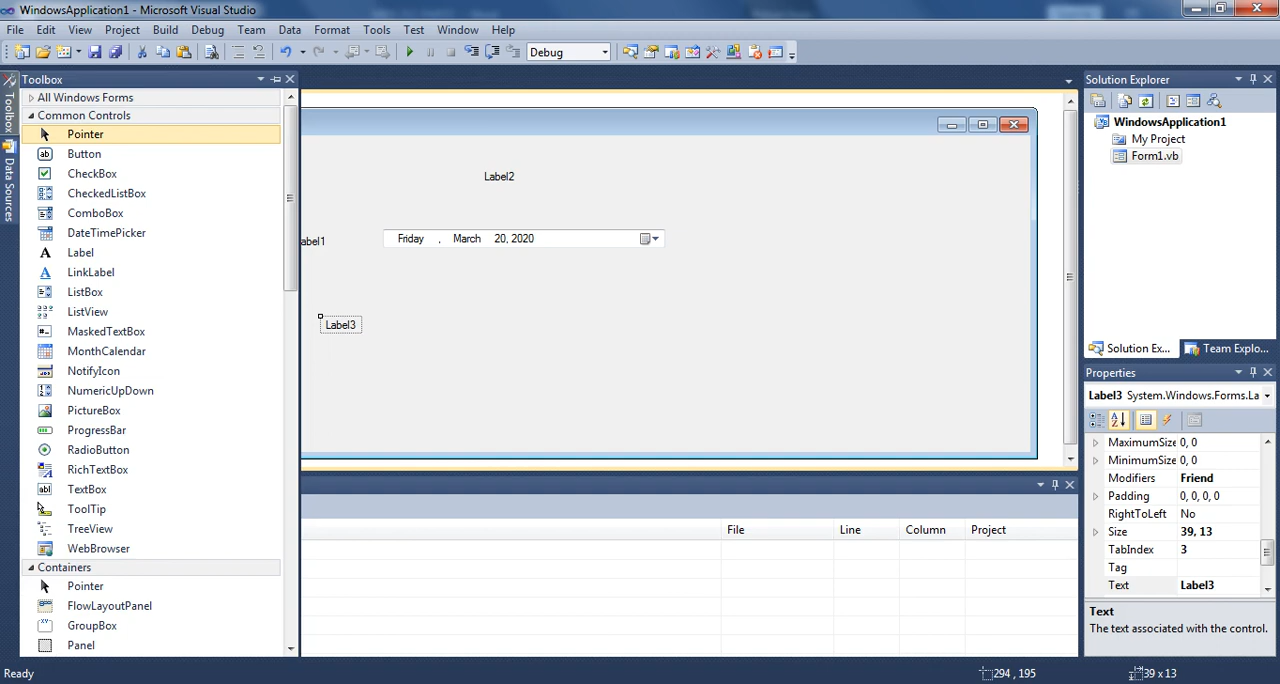 WindowsApplication1 - Microsoft Visual Studio
File Edit View Project Build Debug Team Data Format Tools Test Window Help
Debug
Toolbox
Data Sources
Toolbox
All Windows Forms
Common Controls
Pointer
Button
CheckBox
CheckedListBox
ComboBox
DateTimePicker
Label
LinkLabel
ListBox
ListView
MaskedTextBox
MonthCalendar
NotifyIcon
NumericUpDown
PictureBox
ProgressBar
RadioButton
RichTextBox
TextBox
ToolTip
TreeView
WebBrowser
Containers
Pointer
FlowLayoutPanel
GroupBox
Panel
Label2
abel1
Friday , March 20, 2020
Label3
File Line Column Project
Solution Explorer
WindowsApplication1
My Project
Form1.vb
Solution Ex... Team Explo...
Properties
Label3 System.Windows.Forms.La
MaximumSize 0, 0
MinimumSize 0, 0
Modifiers Friend
Padding 0, 0, 0, 0
RightToLeft No
Size 39, 13
TabIndex 3
Tag
Text Label3
Text
The text associated with the control.
Ready
294 , 195
39 x 13